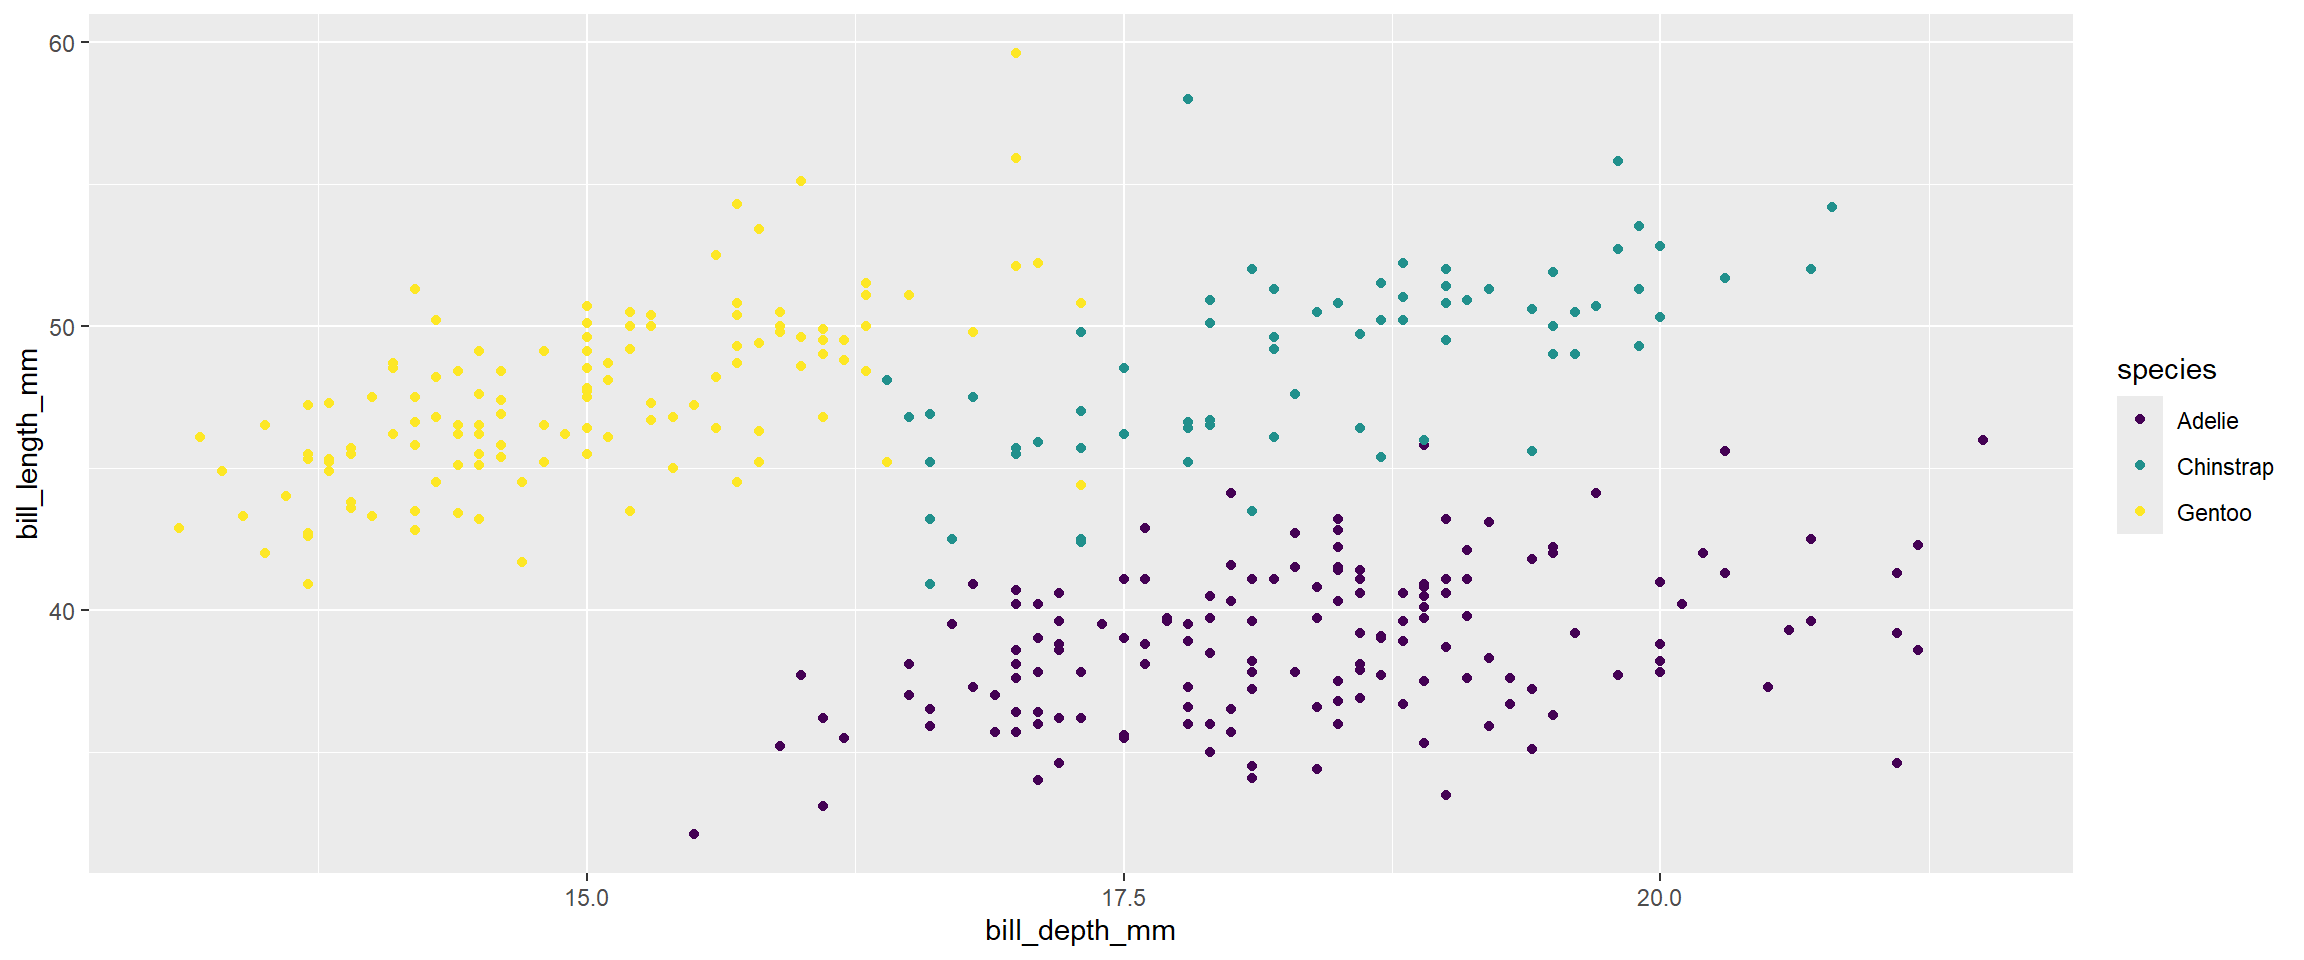 60
50
40
bill_length_mm
15.0
17.5
20.0
bill_depth_mm
species
Adelie
Chinstrap
Gentoo